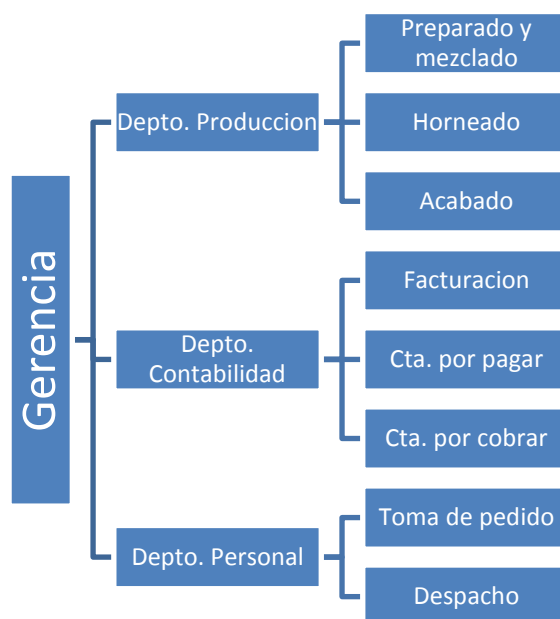 Gerencia
Depto. Produccion
Preparado y
mezclado
Horneado
Acabado
Depto.
Contabilidad
Facturacion
Cta. por pagar
Cta. por cobrar
Depto. Personal
Toma de pedido
Despacho